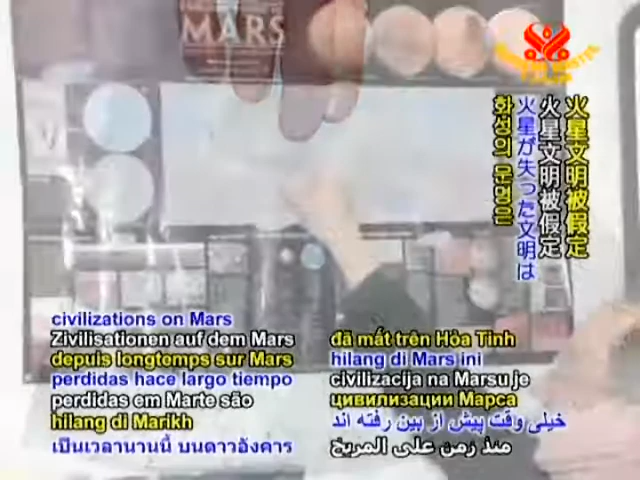 MARS
火星文明被假定
火星文明被假定
火星が失った文明は
화성의 문명은
civilizations on Mars
Zivilisationen auf dem Mars
depuis longtemps sur Mars
perdidas hace largo tiempo
perdidas em Marte são
hilang di Marikh
เป็นเวลานานนี้ บนดาวอังคาร
đã mất trên Hỏa Tinh
hilang di Mars ini
civilizacija na Marsu je
цивилизации Марса
خیلی وقت پیش از بین رفته اند
منذ زمن على المريخ